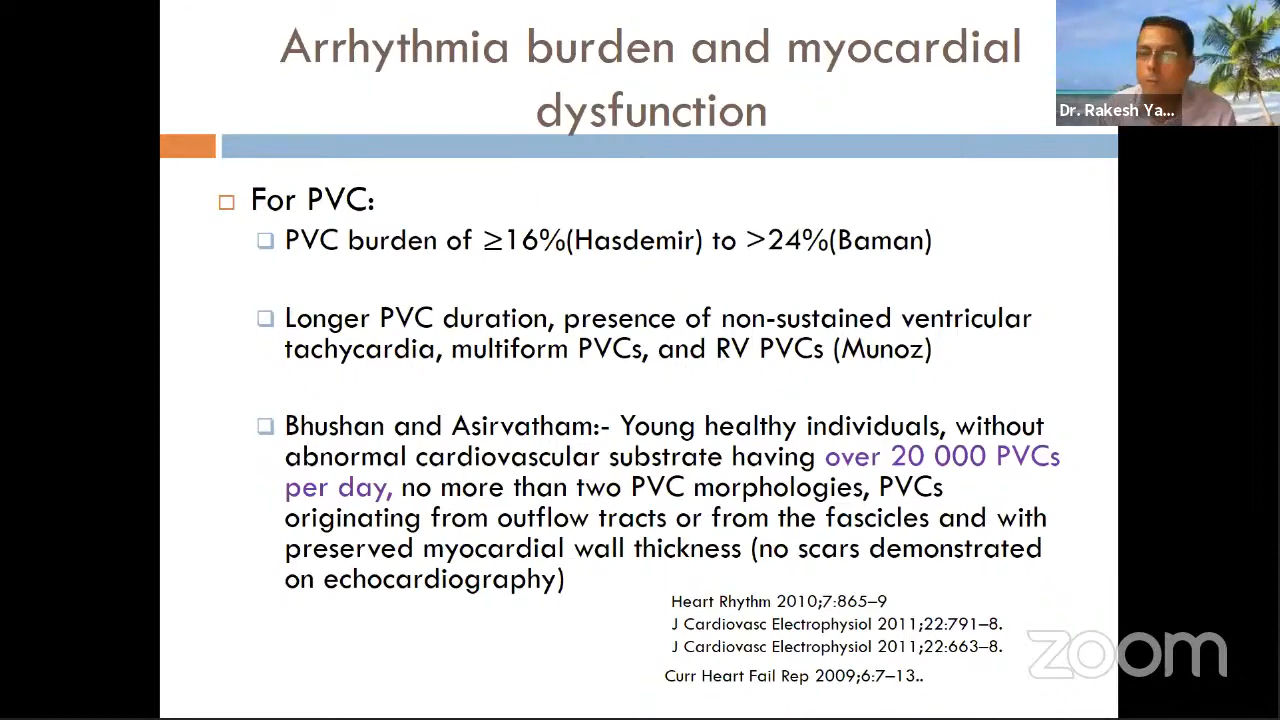 Arrhythmia burden and myocardial
dysfunction
Dr. Rakesh Ya...
For PVC:
PVC burden of ≥16%(Hasdemir) to >24%(Baman)
Longer PVC duration, presence of non-sustained ventricular
tachycardia, multiform PVCs, and RV PVCs (Munoz)
Bhushan and Asirvatham:- Young healthy individuals, without
abnormal cardiovascular substrate having over 20 000 PVCs
per day, no more than two PVC morphologies, PVCs
originating from outflow tracts or from the fascicles and with
preserved myocardial wall thickness (no scars demonstrated
on echocardiography)
Heart Rhythm 2010;7:865–9
J Cardiovasc Electrophysiol 2011;22:791–8.
J Cardiovasc Electrophysiol 2011;22:663–8.
Curr Heart Fail Rep 2009;6:7–13..
zoom